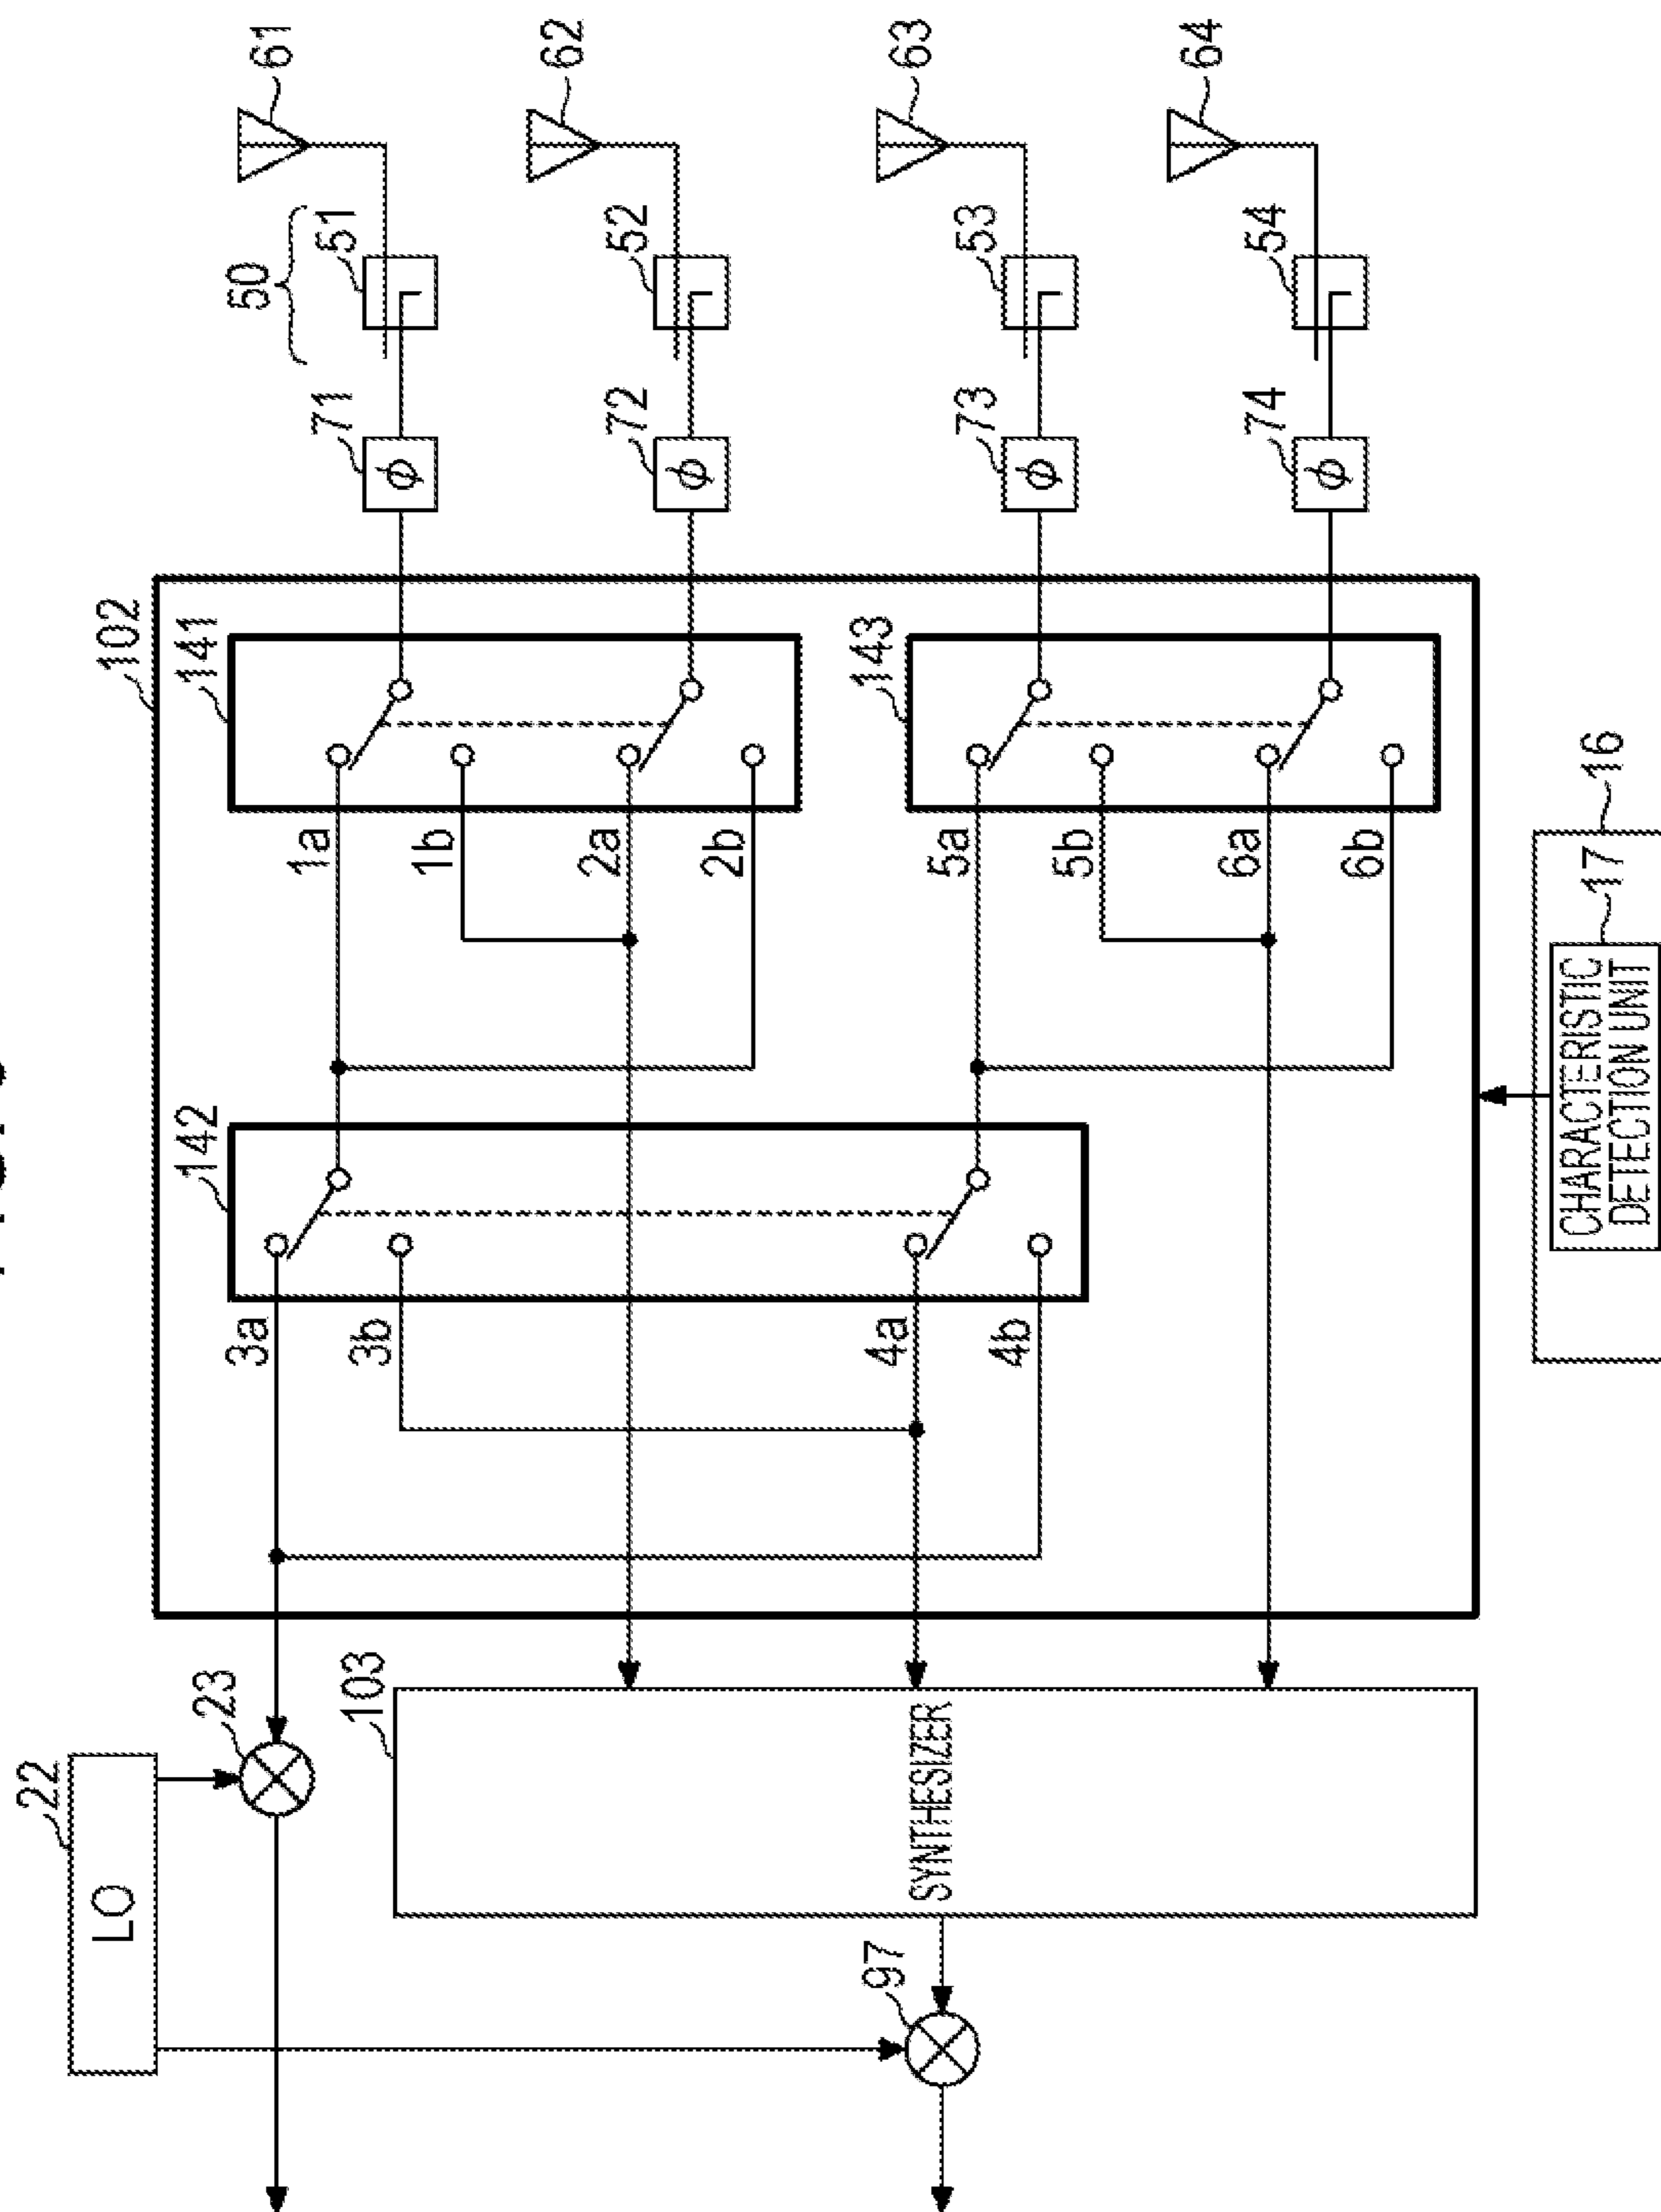 61
62
63
64
50
51
52
53
54
71
72
73
74
ϕ
ϕ
ϕ
ϕ
102
141
143
1a
1b
2a
2b
5a
5b
6a
6b
142
3a
3b
4a
4b
16
17
CHARACTERISTIC
DETECTION UNIT
22
LO
23
103
SYNTHESIZER
97